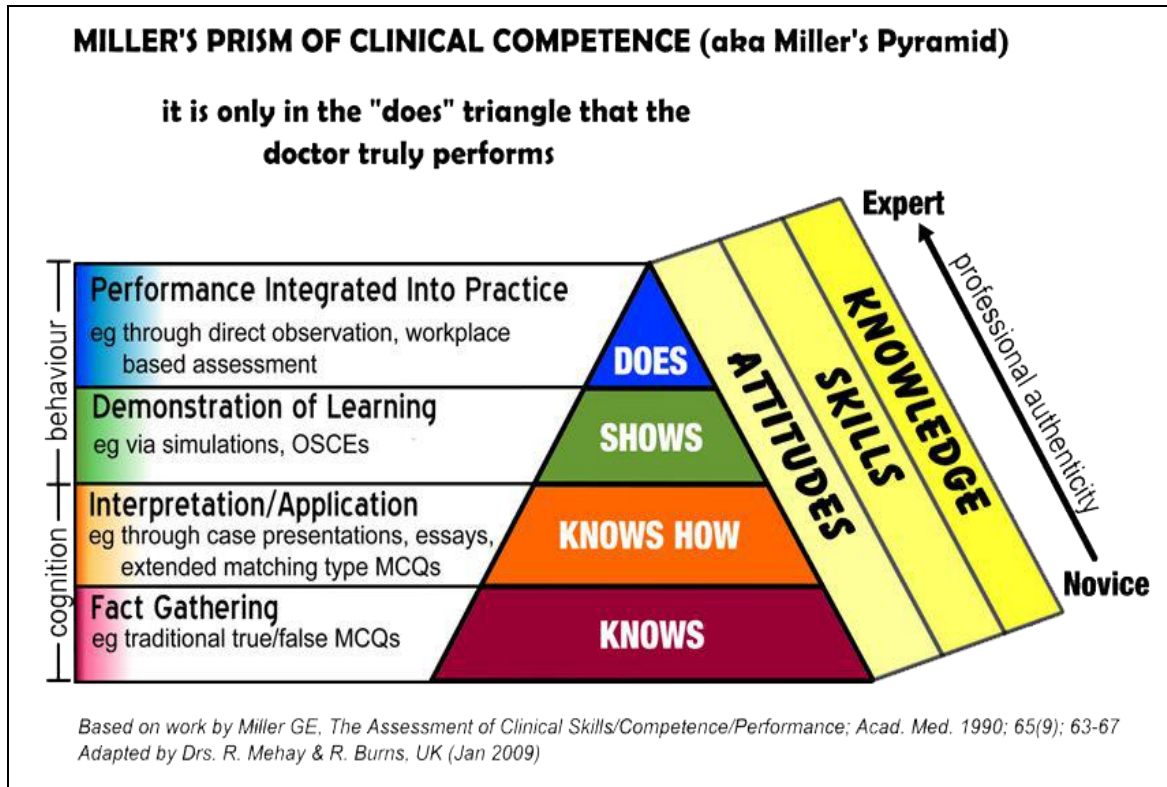 MILLER'S PRISM OF CLINICAL COMPETENCE (aka Miller's Pyramid)
it is only in the "does" triangle that the
doctor truly performs
Expert
professional authenticity
Novice
behaviour
cognition
Performance Integrated Into Practice
eg through direct observation, workplace
based assessment
DOES
Demonstration of Learning
eg via simulations, OSCEs
SHOWS
Interpretation/Application
eg through case presentations, essays,
extended matching type MCQs
KNOWS HOW
Fact Gathering
eg traditional true/false MCQs
KNOWS
ATTITUDES
SKILLS
KNOWLEDGE
Based on work by Miller GE, The Assessment of Clinical Skills/Competence/Performance; Acad. Med. 1990; 65(9); 63-67
Adapted by Drs. R. Mehay & R. Burns, UK (Jan 2009)